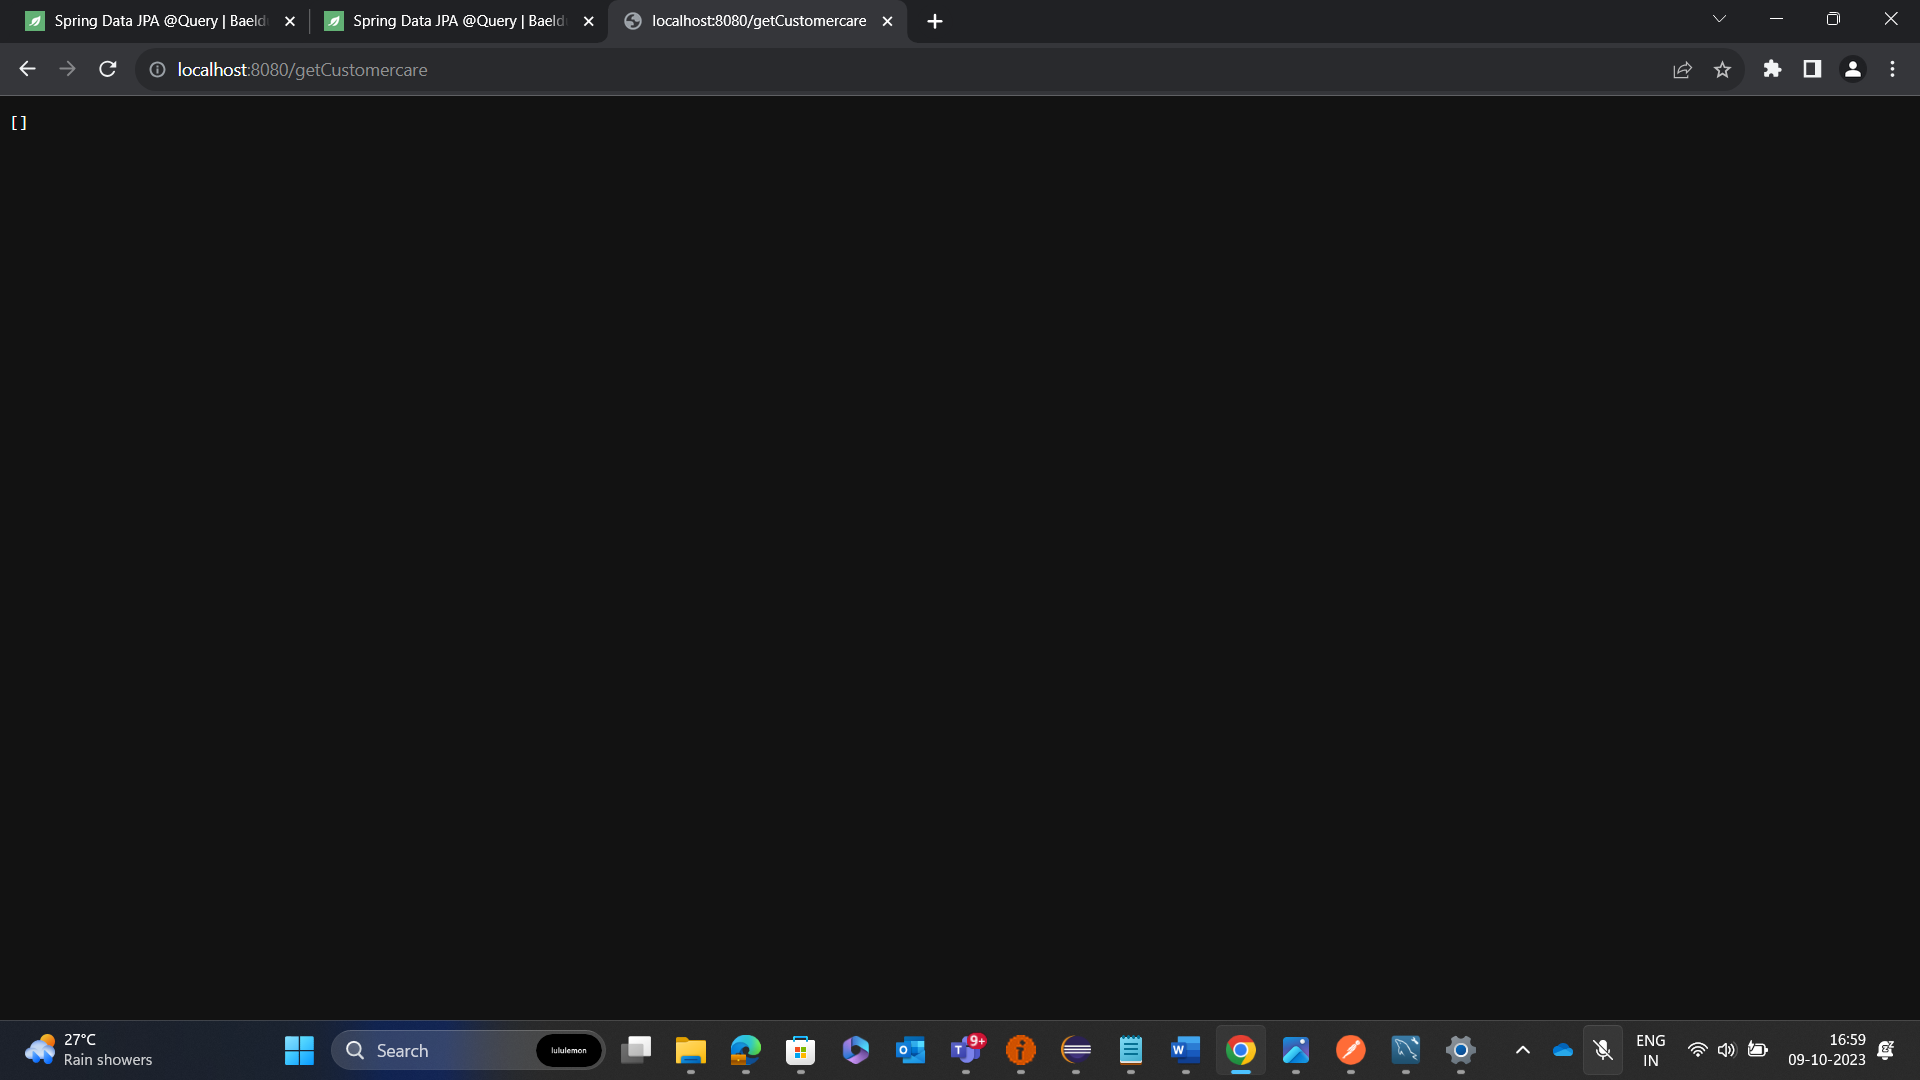 Spring Data JPA @Query | Baeld
Spring Data JPA @Query | Baeld
localhost:8080/getCustomercare
localhost:8080/getCustomercare
[]
27°C
Rain showers
Search
lululemon
9+
ENG
IN
16:59
09-10-2023